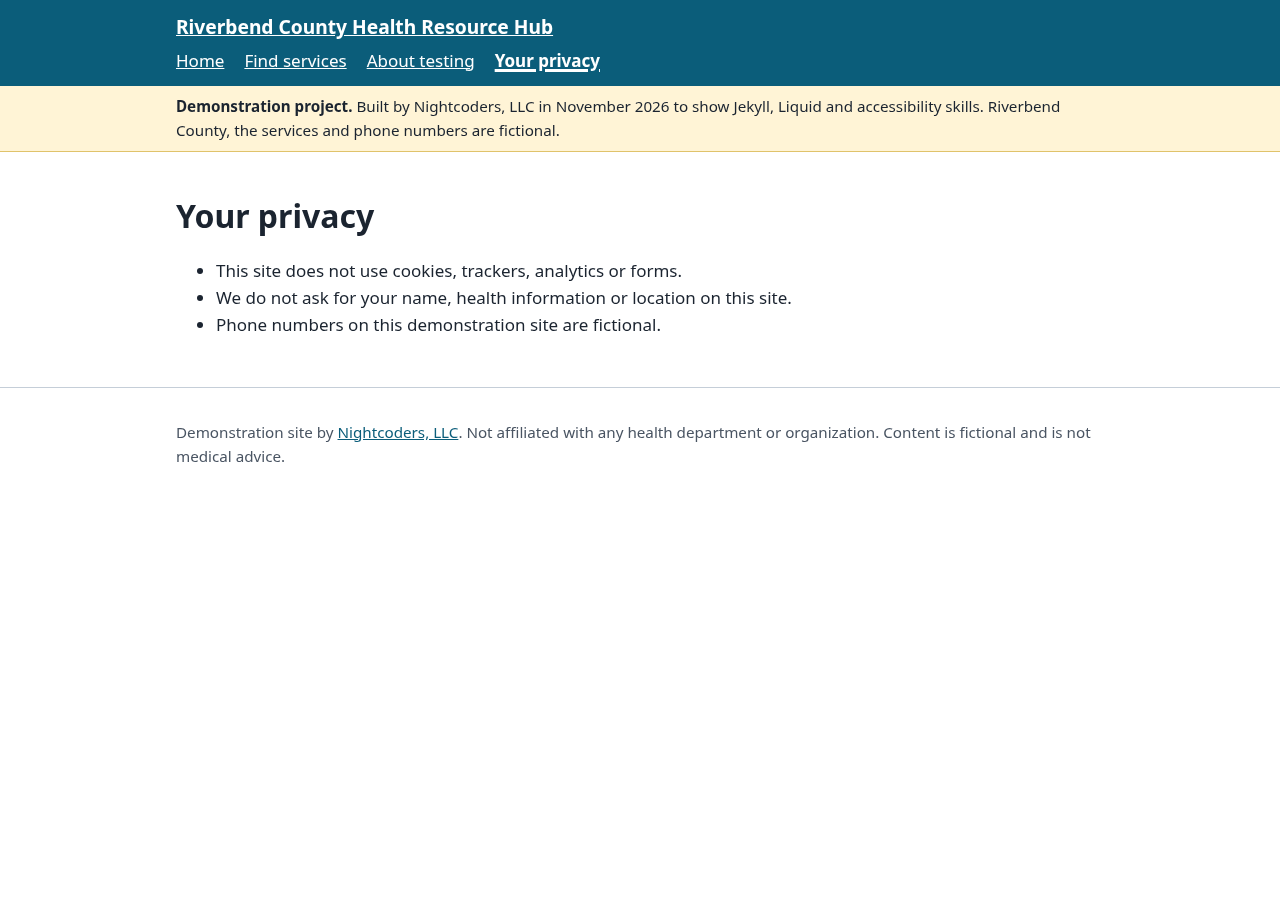 Riverbend County Health Resource Hub
Home Find services About testing Your privacy
Demonstration project. Built by Nightcoders, LLC in November 2026 to show Jekyll, Liquid and accessibility skills. Riverbend
County, the services and phone numbers are fictional.
Your privacy
• This site does not use cookies, trackers, analytics or forms.
• We do not ask for your name, health information or location on this site.
• Phone numbers on this demonstration site are fictional.
Demonstration site by Nightcoders, LLC. Not affiliated with any health department or organization. Content is fictional and is not
medical advice.